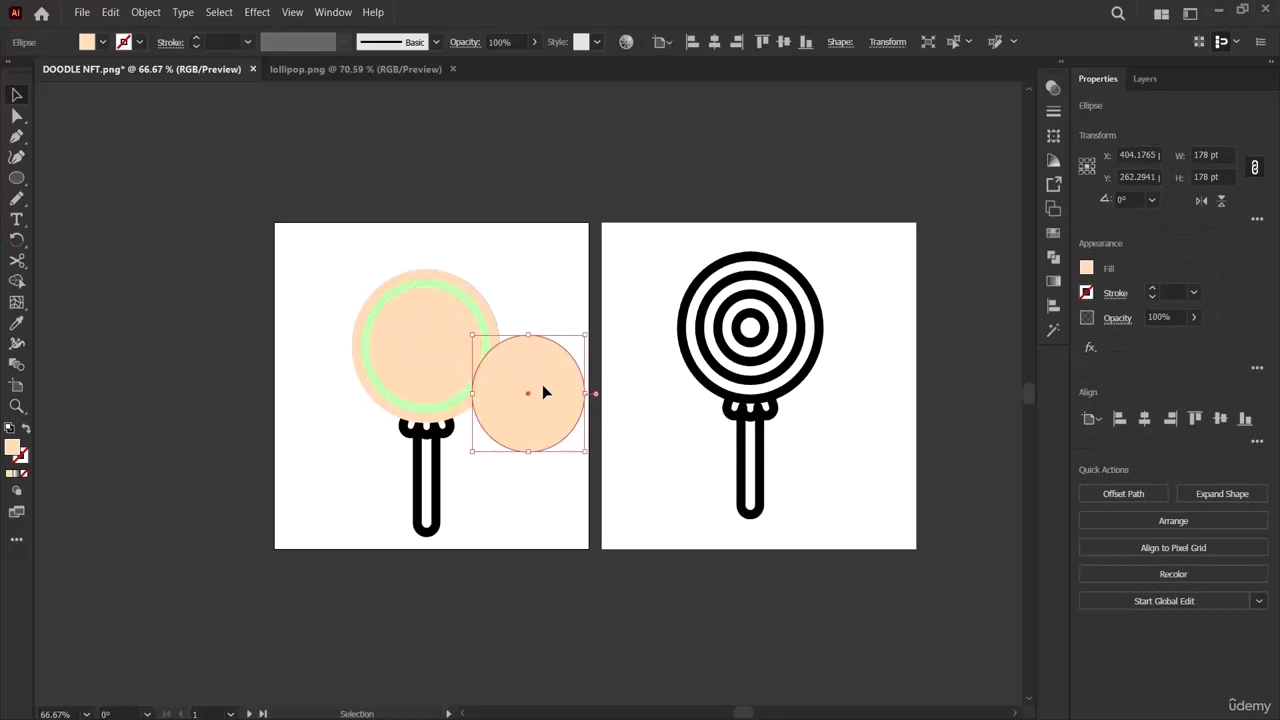 Ai File Edit Object Type Select Effect View Window Help
Ellipse Stroke: Basic Opacity: 100% Style: Shape: Transform
DOODLE NFT.png* @ 66.67 % (RGB/Preview) × lollipop.png @ 70.59 % (RGB/Preview) ×
Properties Layers
Ellipse
Transform
X: 404.1765 W: 178 pt
Y: 262.2941 H: 178 pt
0°
Appearance
Fill
Stroke
Opacity 100%
fx.
Align
Quick Actions
Offset Path Expand Shape
Arrange
Align to Pixel Grid
Recolor
Start Global Edit
ûdemy
66.67% 0° 1 Selection